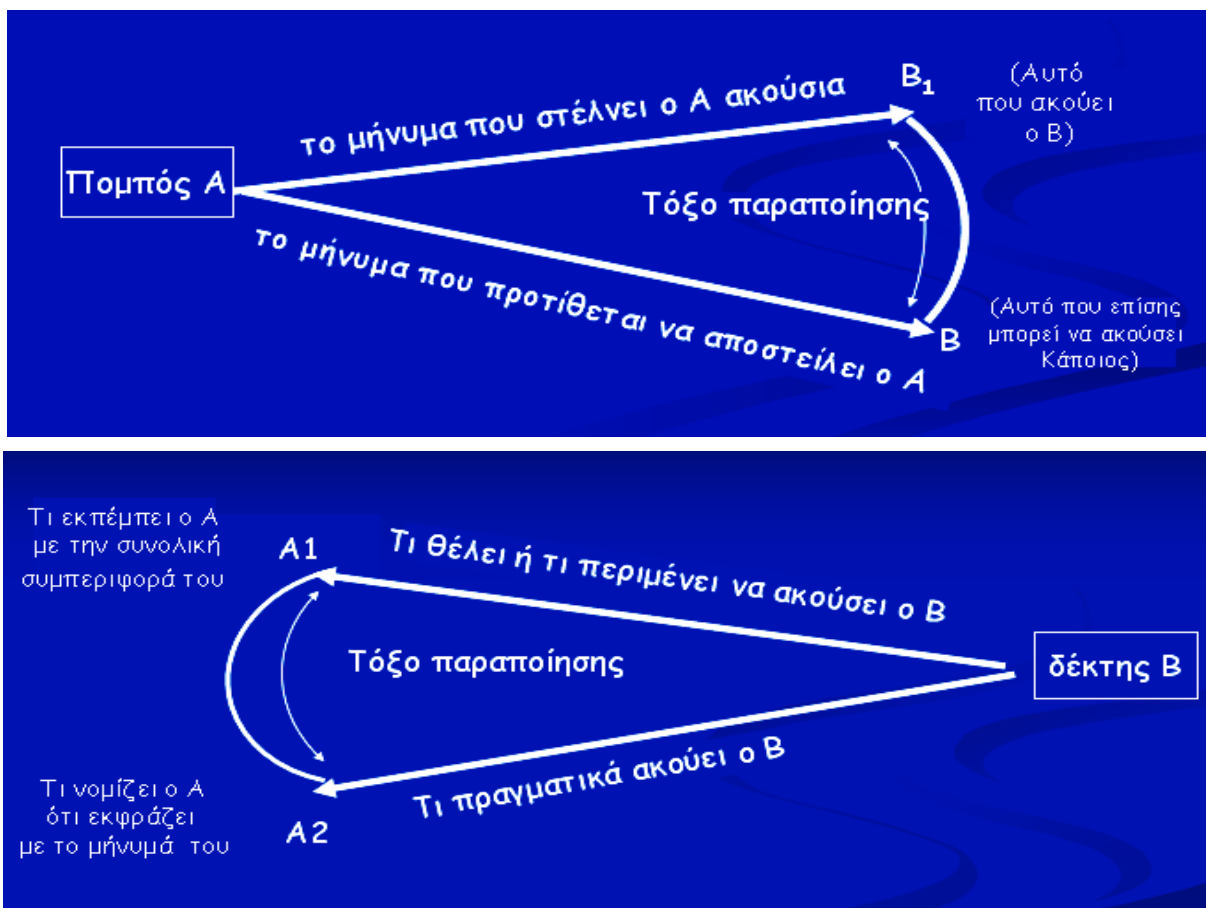 το μήνυμα που στέλνει ο Α ακούσια
Β1
(Αυτό
που ακούει
ο Β)
Πομπός Α
Τόξο παραποίησης
το μήνυμα που προτίθεται να αποστείλει ο Α
Β
(Αυτό που επίσης
μπορεί να ακούσει
Κάποιος)
Τι εκπέμπει ο Α
με την συνολική
συμπεριφορά του
Α1
Τι θέλει ή τι περιμένει να ακούσει ο Β
Τόξο παραποίησης
δέκτης Β
Τι πραγματικά ακούει ο Β
Τι νομίζει ο Α
ότι εκφράζει
με το μήνυμά του
Α2